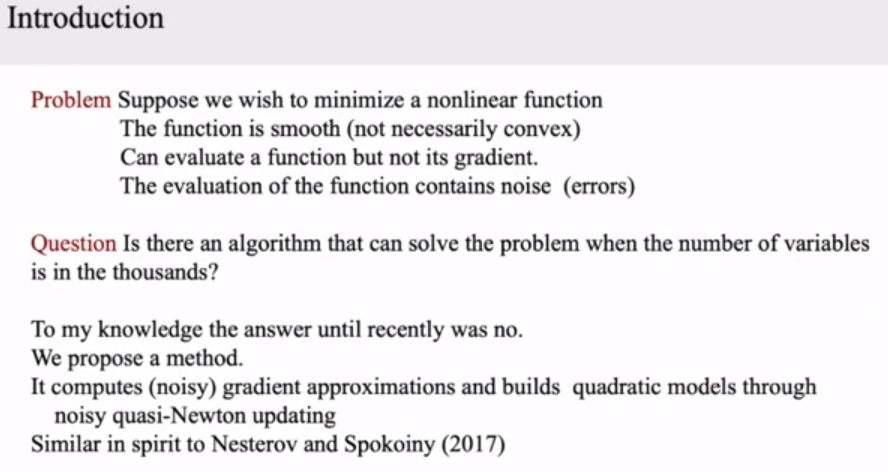 Introduction
Problem Suppose we wish to minimize a nonlinear function
The function is smooth (not necessarily convex)
Can evaluate a function but not its gradient.
The evaluation of the function contains noise (errors)
Question Is there an algorithm that can solve the problem when the number of variables
is in the thousands?
To my knowledge the answer until recently was no.
We propose a method.
It computes (noisy) gradient approximations and builds quadratic models through
noisy quasi-Newton updating
Similar in spirit to Nesterov and Spokoiny (2017)